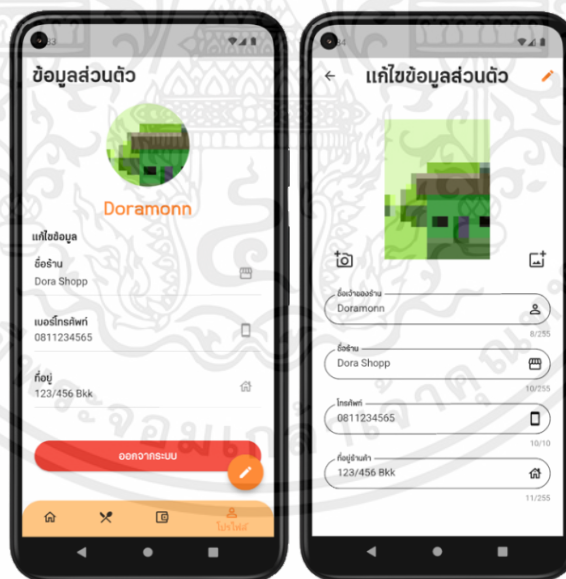 ข้อมูลส่วนตัว
Doramonn
แก้ไขข้อมูล
ชื่อร้าน
Dora Shopp
เบอร์โทรศัพท์
0811234565
ที่อยู่
123/456 Bkk
ออกจากระบบ
โปรไฟล์
แก้ไขข้อมูลส่วนตัว
ชื่อเจ้าของร้าน
Doramonn
8/255
ชื่อร้าน
Dora Shopp
10/255
โทรศัพท์
0811234565
10/10
ที่อยู่ร้านค้า
123/456 Bkk
11/255